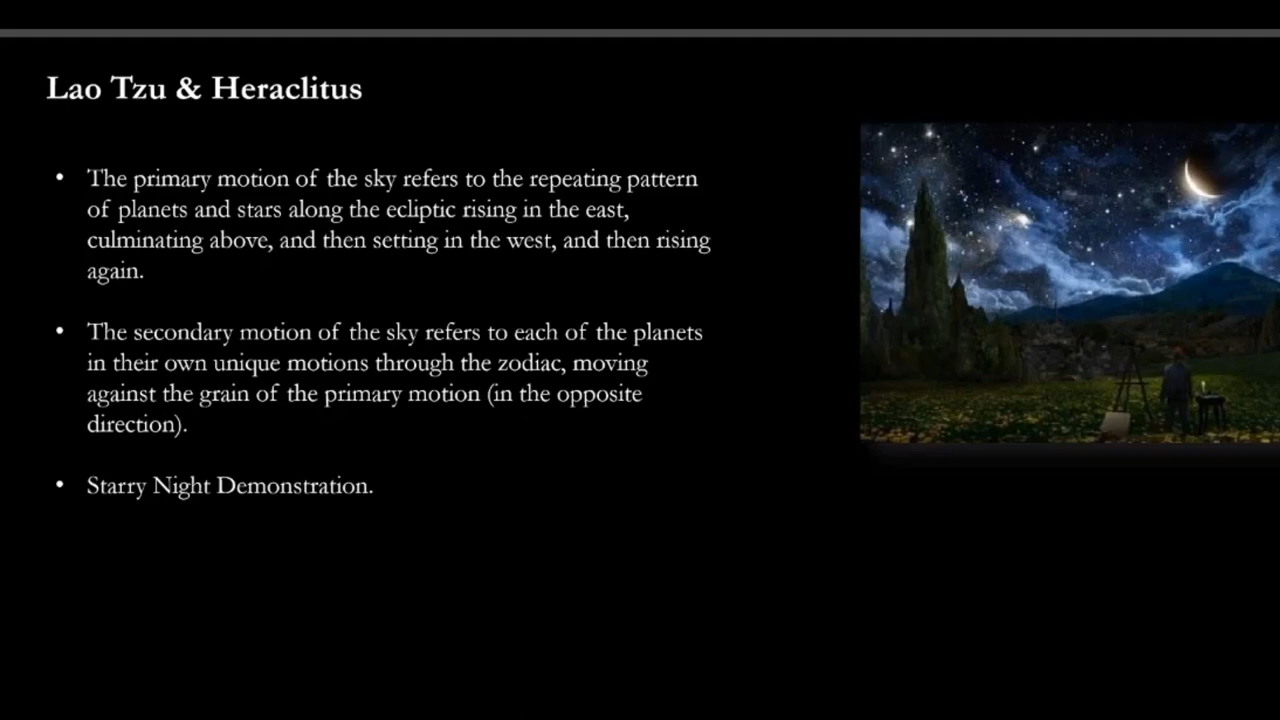 Lao Tzu & Heraclitus
• The primary motion of the sky refers to the repeating pattern
of planets and stars along the ecliptic rising in the east,
culminating above, and then setting in the west, and then rising
again.
• The secondary motion of the sky refers to each of the planets
in their own unique motions through the zodiac, moving
against the grain of the primary motion (in the opposite
direction).
• Starry Night Demonstration.